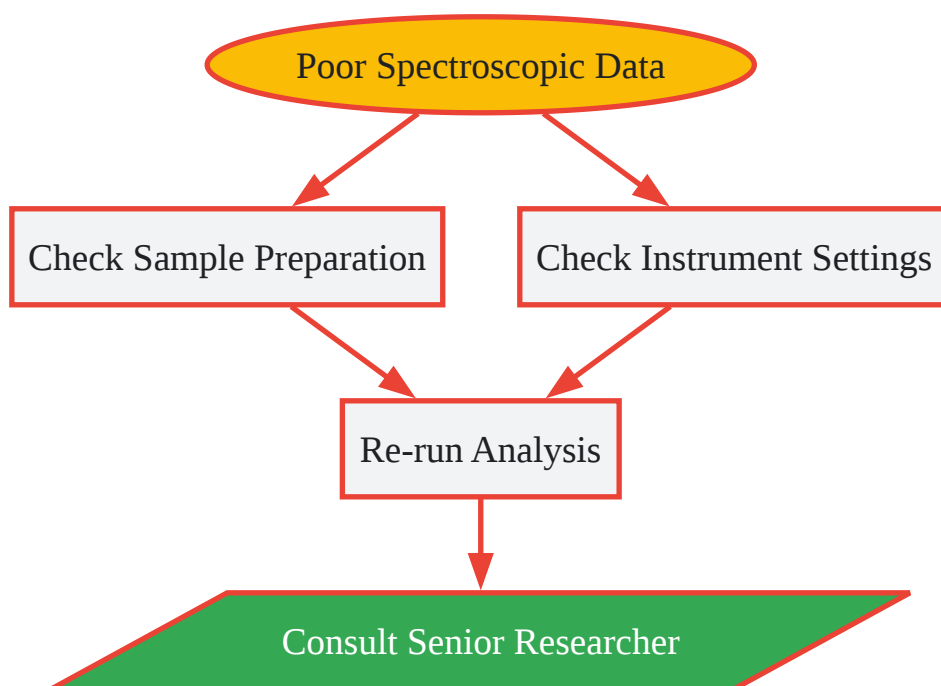 Poor Spectroscopic Data
Check Sample Preparation
Check Instrument Settings
Re-run Analysis
Consult Senior Researcher